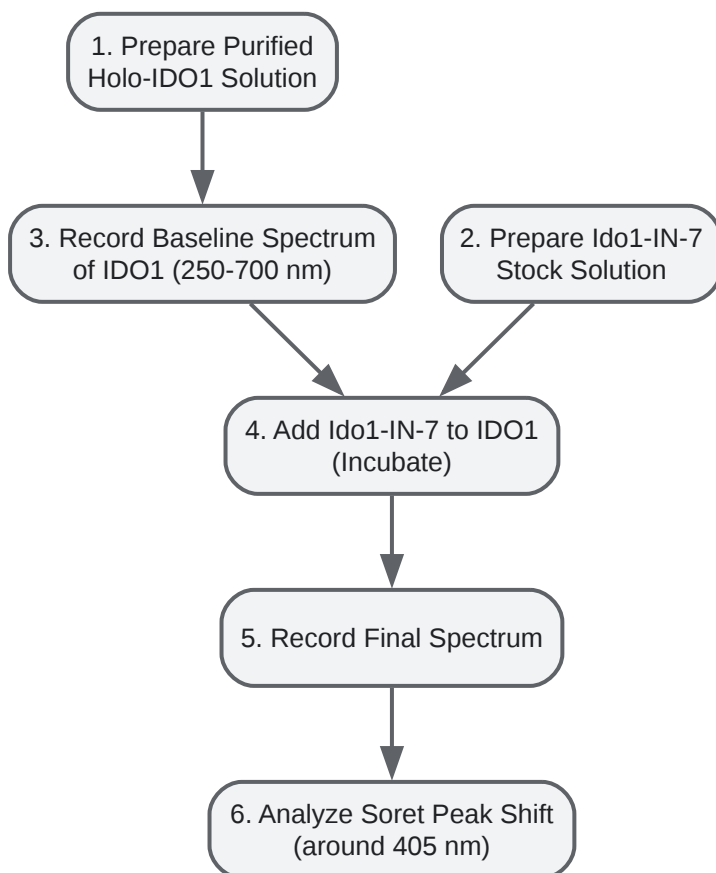 1. Prepare Purified
Holo-IDO1 Solution
3. Record Baseline Spectrum
of IDO1 (250-700 nm)
2. Prepare Ido1-IN-7
Stock Solution
4. Add Ido1-IN-7 to IDO1
(Incubate)
5. Record Final Spectrum
6. Analyze Soret Peak Shift
(around 405 nm)